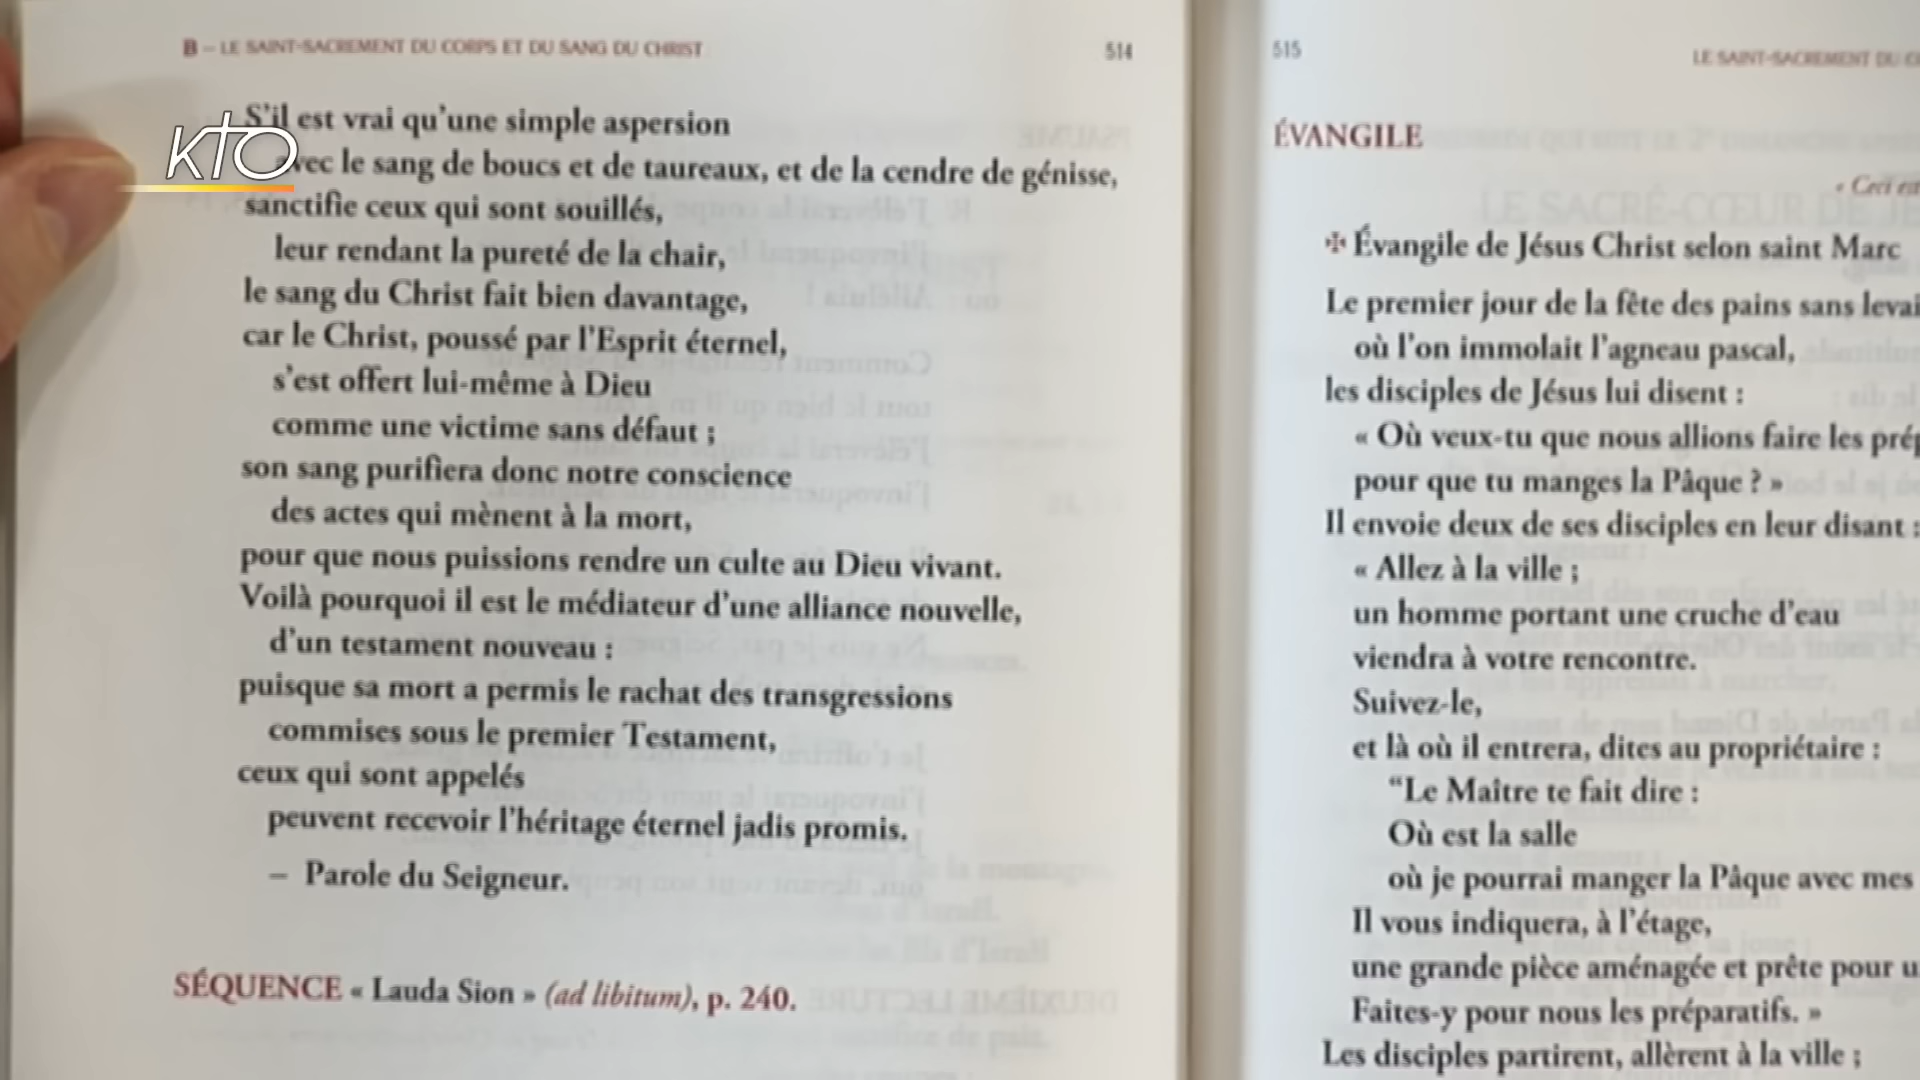 B – LE SAINT-SACREMENT DU CORPS ET DU SANG DU CHRIST
514
KTO
S'il est vrai qu'une simple aspersion
avec le sang de boucs et de taureaux, et de la cendre de génisse,
sanctifie ceux qui sont souillés,
leur rendant la pureté de la chair,
le sang du Christ fait bien davantage,
car le Christ, poussé par l'Esprit éternel,
s'est offert lui-même à Dieu
comme une victime sans défaut ;
son sang purifiera donc notre conscience
des actes qui mènent à la mort,
pour que nous puissions rendre un culte au Dieu vivant.
Voilà pourquoi il est le médiateur d'une alliance nouvelle,
d'un testament nouveau :
puisque sa mort a permis le rachat des transgressions
commises sous le premier Testament,
ceux qui sont appelés
peuvent recevoir l'héritage éternel jadis promis.
– Parole du Seigneur.
SÉQUENCE « Lauda Sion » (ad libitum), p. 240.
515
LE SAINT-SACREMENT DU
ÉVANGILE
« Ceci
✠ Évangile de Jésus Christ selon saint Marc
Le premier jour de la fête des pains sans
où l'on immolait l'agneau pascal,
les disciples de Jésus lui disent :
« Où veux-tu que nous allions faire les
pour que tu manges la Pâque ? »
Il envoie deux de ses disciples en leur disant :
« Allez à la ville ;
un homme portant une cruche d'eau
viendra à votre rencontre.
Suivez-le,
et là où il entrera, dites au propriétaire :
“Le Maître te fait dire :
Où est la salle
où je pourrai manger la Pâque avec mes
Il vous indiquera, à l'étage,
une grande pièce aménagée et prête pour
Faites-y pour nous les préparatifs. »
Les disciples partirent, allèrent à la ville ;